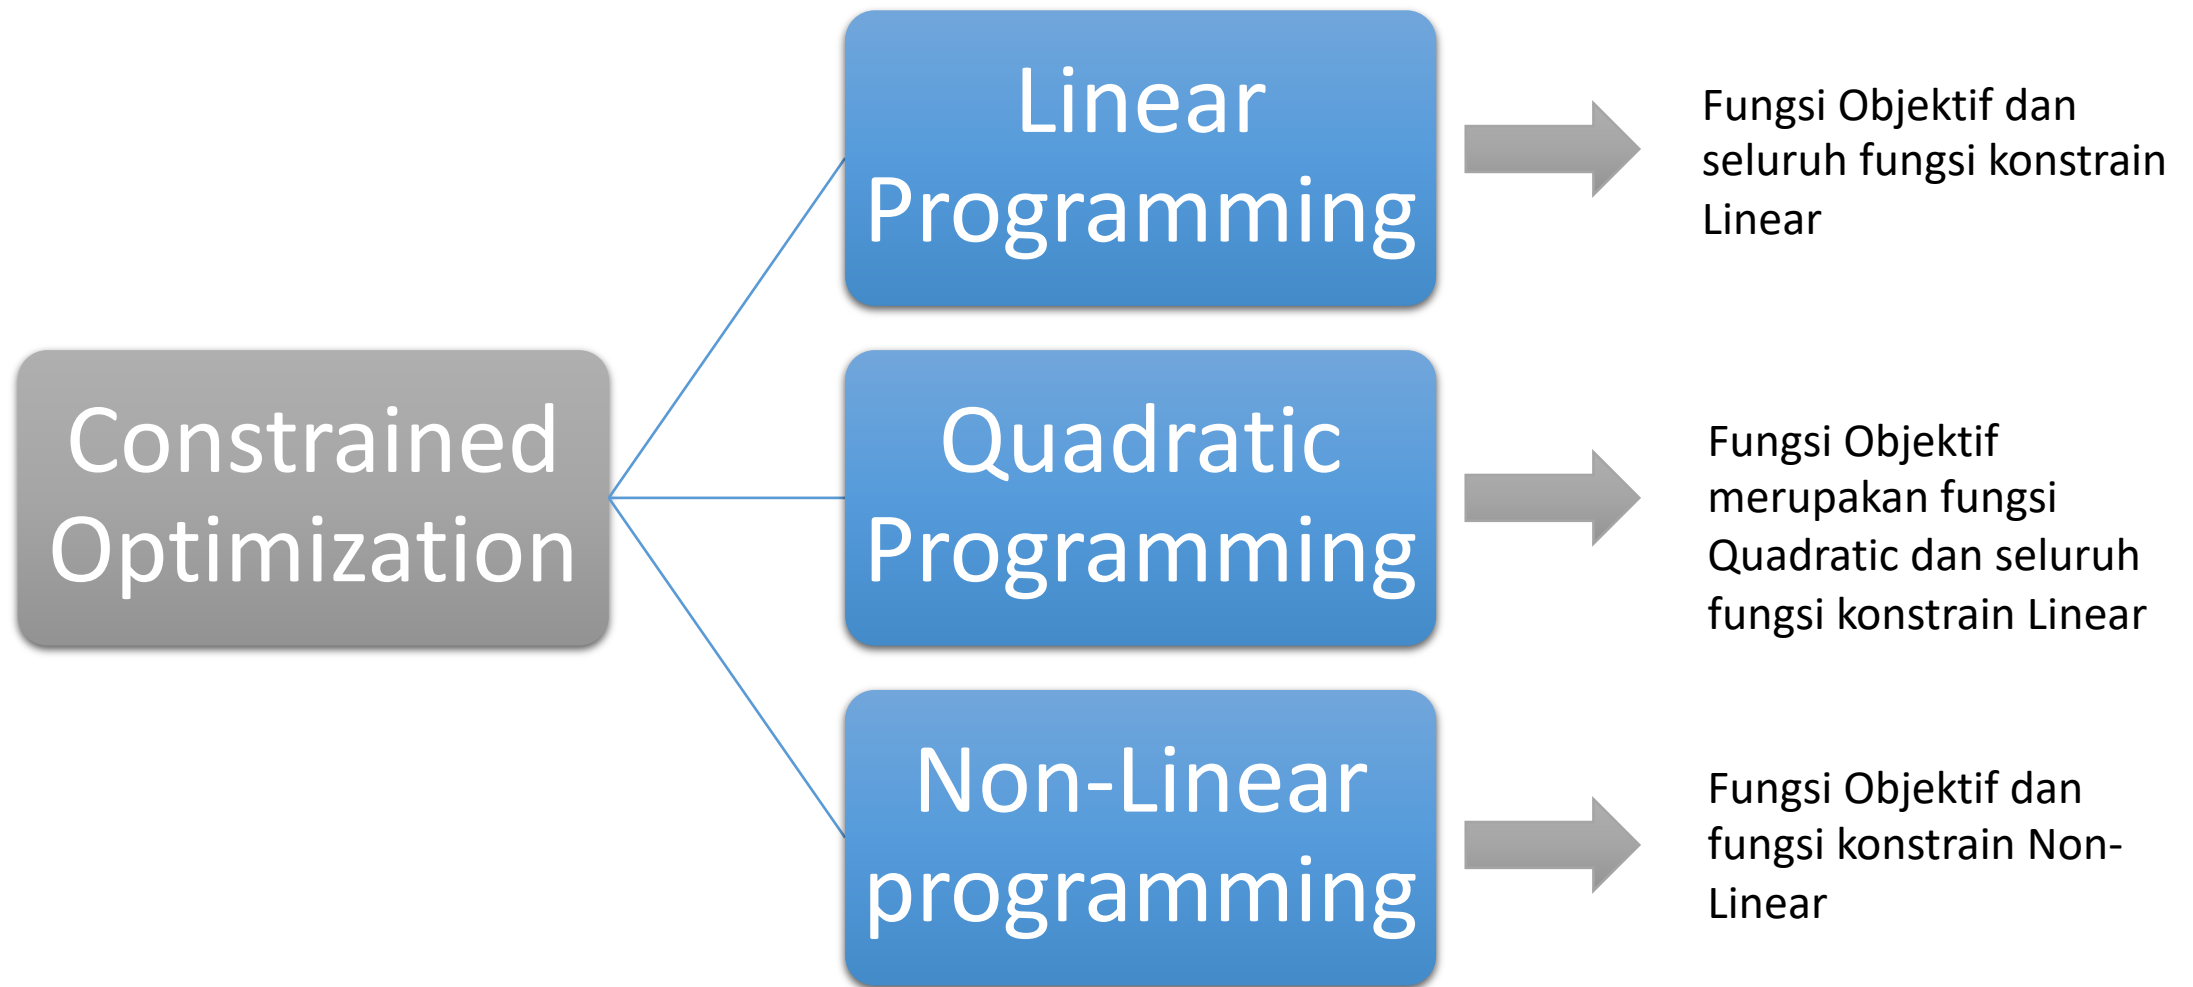 Constrained
Optimization
Linear
Programming
Fungsi Objektif dan
seluruh fungsi konstrain
Linear
Quadratic
Programming
Fungsi Objektif
merupakan fungsi
Quadratic dan seluruh
fungsi konstrain Linear
Non-Linear
programming
Fungsi Objektif dan
fungsi konstrain Non-
Linear